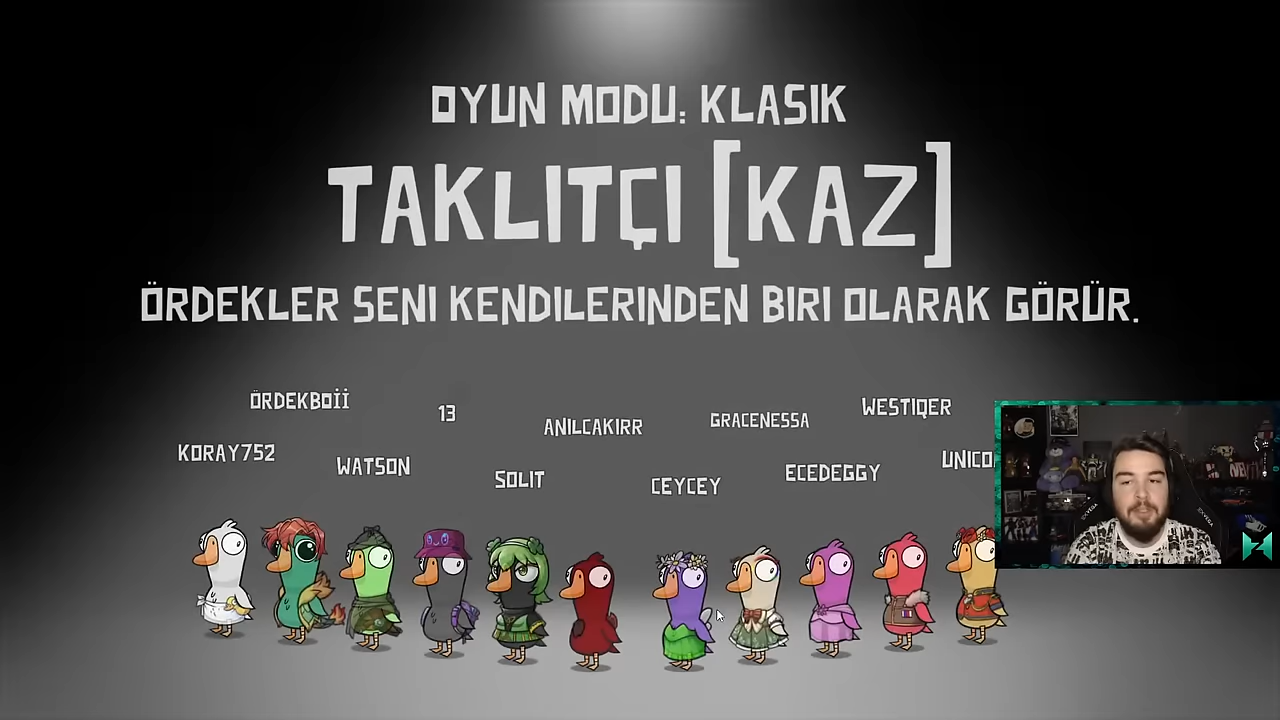 OYUN MODU: KLASIK
TAKLITÇI [KAZ]
ÖRDEKLER SENI KENDILERINDEN BIRI OLARAK GÖRÜR.
ÖRDEKBOİİ
13
ANILCAKIRR
GRACENESSA
WESTIQER
KORAY752
WATSON
SOLIT
CEYCEY
ECEDEGGY